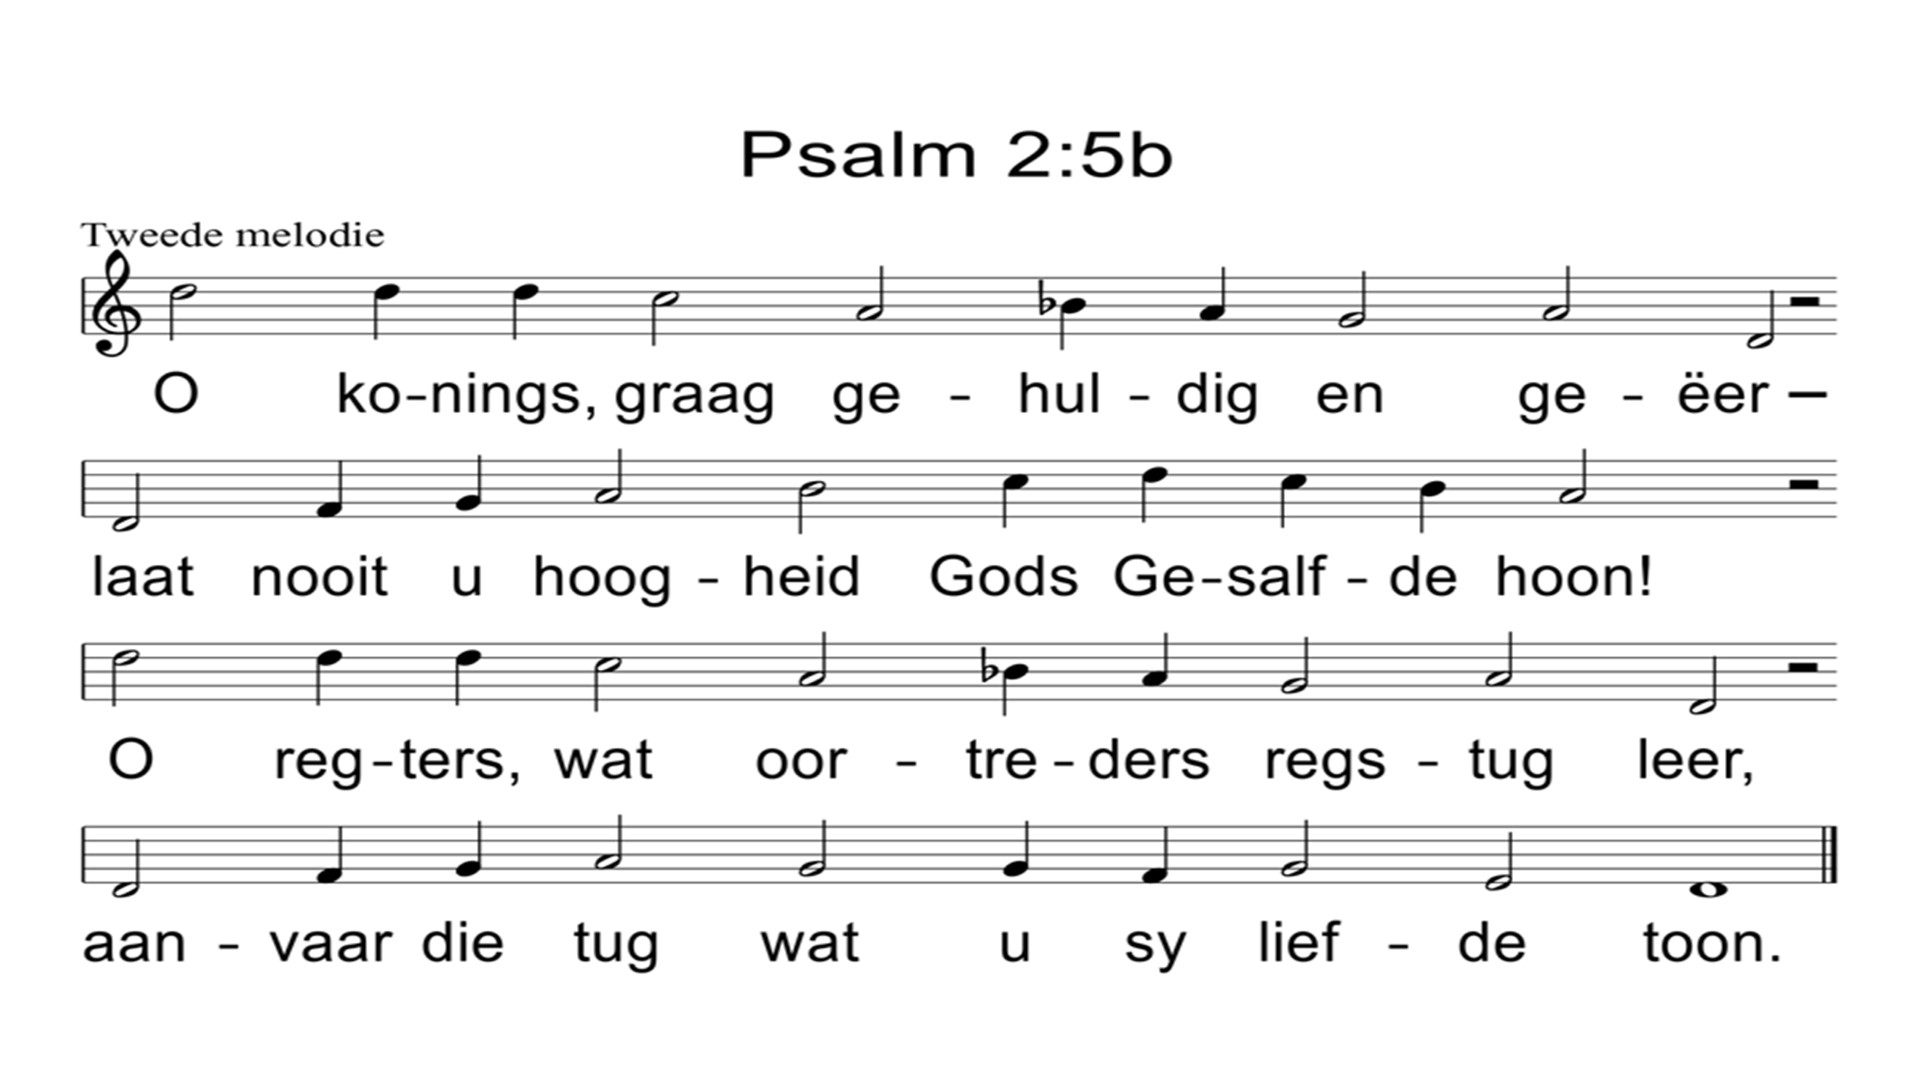 Psalm 2:5b
Tweede melodie
O ko-nings, graag ge - hul - dig en ge - ëer –
laat nooit u hoog - heid Gods Ge-salf - de hoon!
O reg-ters, wat oor - tre-ders regs - tug leer,
aan - vaar die tug wat u sy lief - de toon.